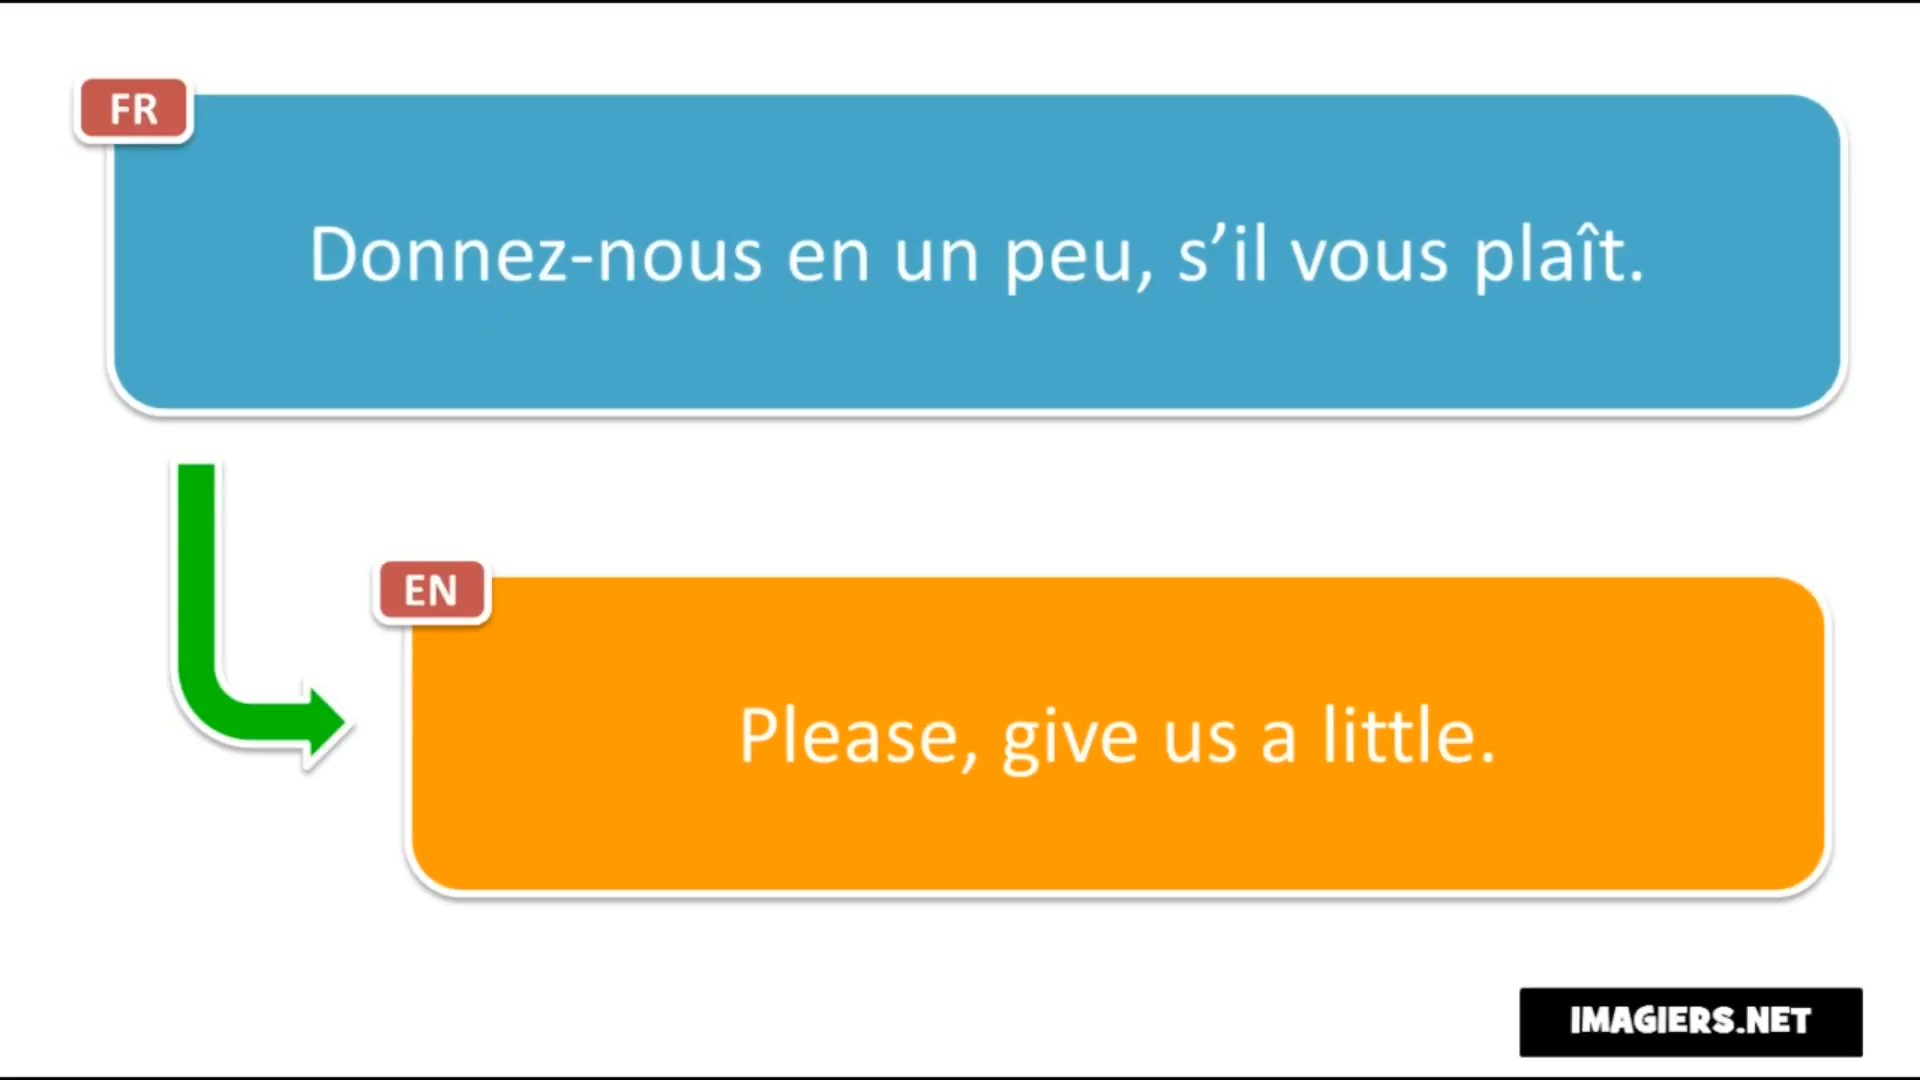 FR
Donnez-nous en un peu, s’il vous plaît.
EN
Please, give us a little.
IMAGIERS.NET